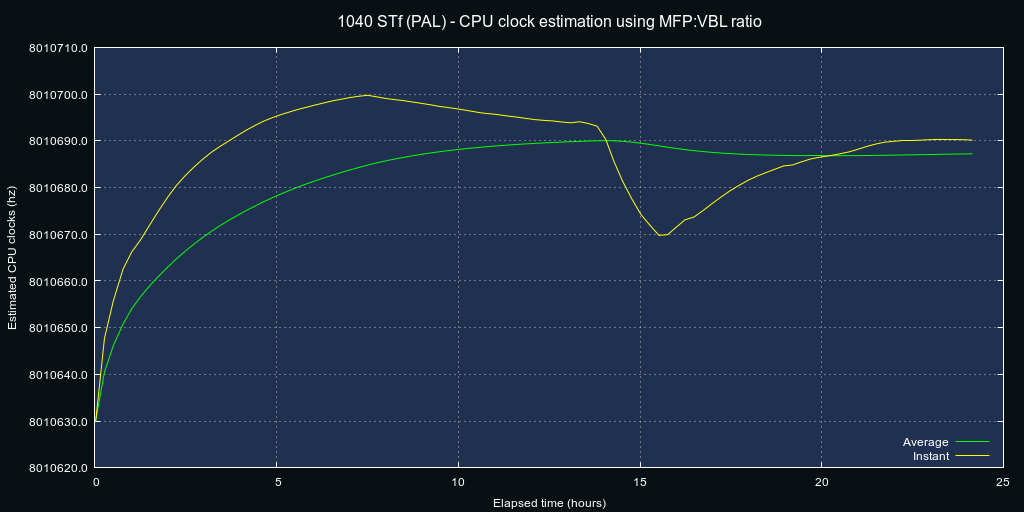 1040 STf (PAL) - CPU clock estimation using MFP:VBL ratio
8010710.0
8010700.0
8010690.0
8010680.0
8010670.0
8010660.0
8010650.0
8010640.0
8010630.0
8010620.0
Estimated CPU clocks (hz)
Average
Instant
0 5 10 15 20 25
Elapsed time (hours)